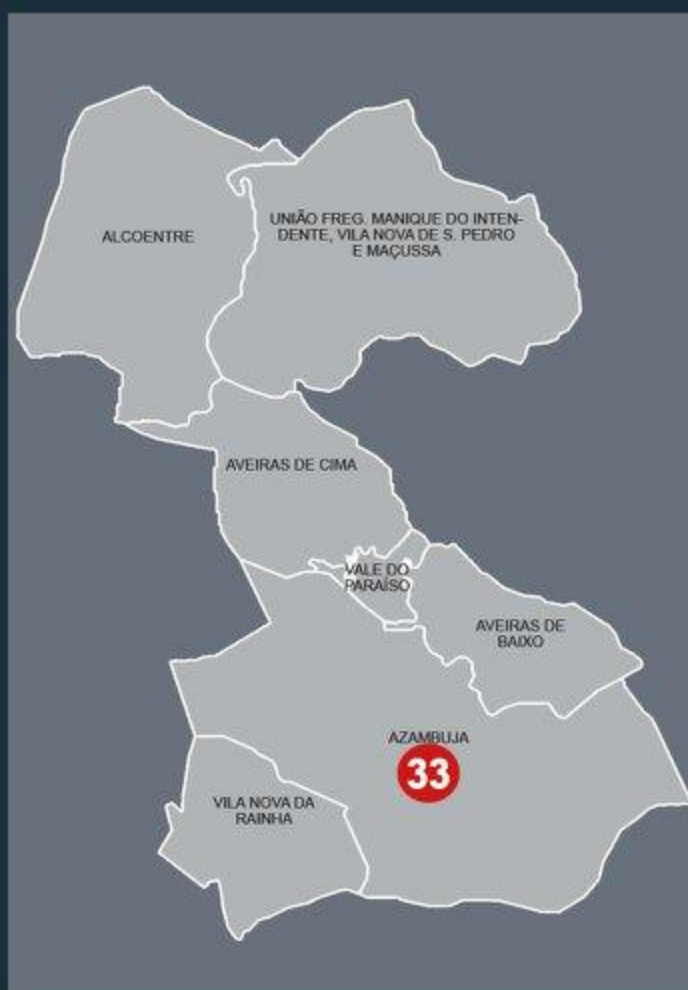 ALCOENTRE
UNIÃO FREG. MANIQUE DO INTEN-
DENTE, VILA NOVA DE S. PEDRO
E MAÇUSSA
AVEIRAS DE CIMA
VALE DO
PARAÍSO
AVEIRAS DE
BAIXO
AZAMBUJA
33
VILA NOVA DA
RAINHA